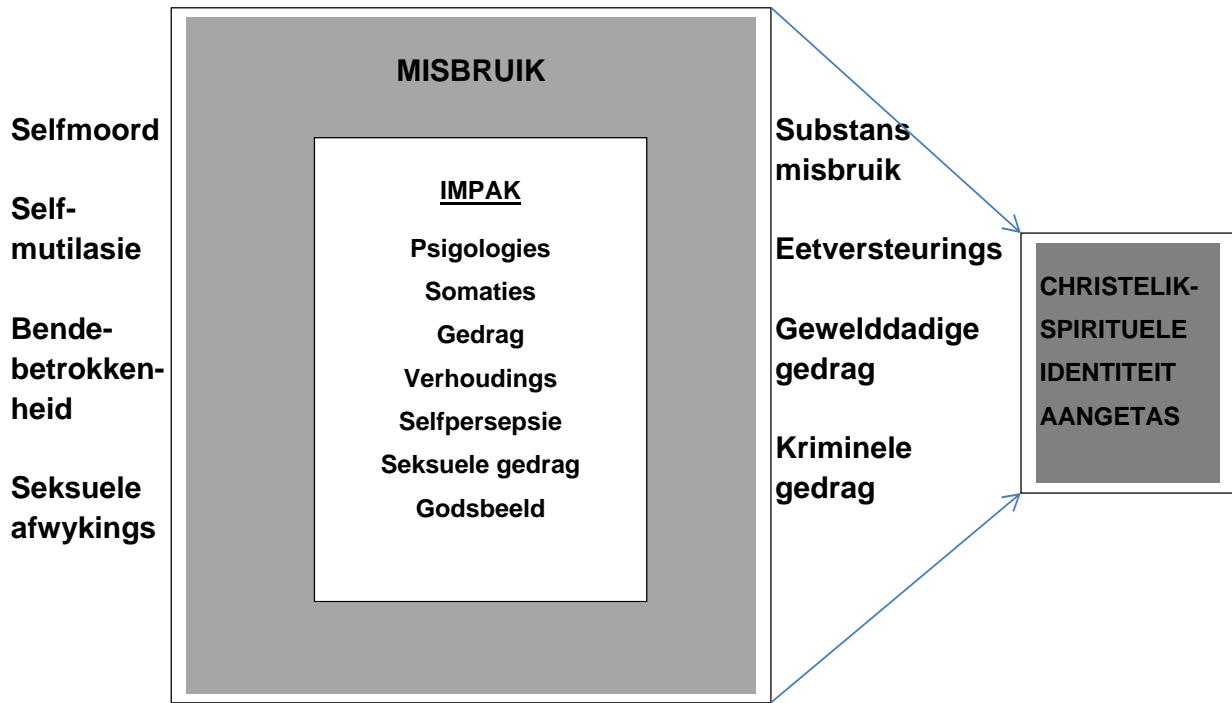 MISBRUIK
Selfmoord
Self-
mutilasie
Bende-
betrokken-
heid
Seksuele
afwykings
IMPAK
Psigologies
Somaties
Gedrag
Verhoudings
Selfpersepsie
Seksuele gedrag
Godsbeeld
Substans
misbruik
Eetversteurings
Gewelddadige
gedrag
Kriminele
gedrag
CHRISTELIK-
SPIRITUELE
IDENTITEIT
AANGETAS